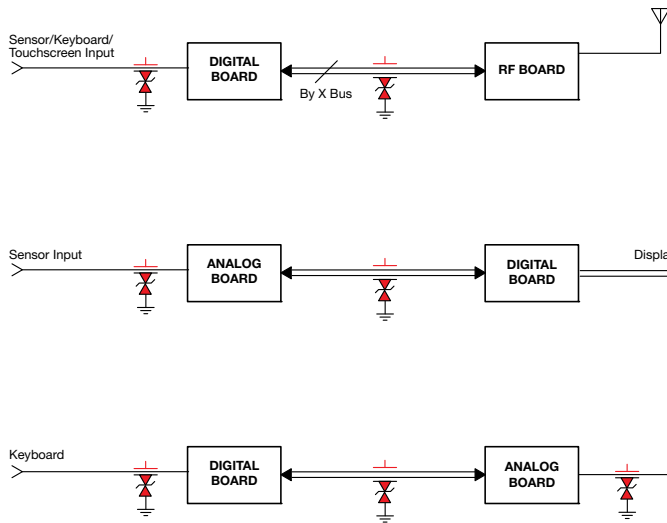 Sensor/Keyboard/
Touchscreen Input
DIGITAL
BOARD
By X Bus
RF BOARD
Sensor Input
ANALOG
BOARD
DIGITAL
BOARD
Displa
Keyboard
DIGITAL
BOARD
ANALOG
BOARD